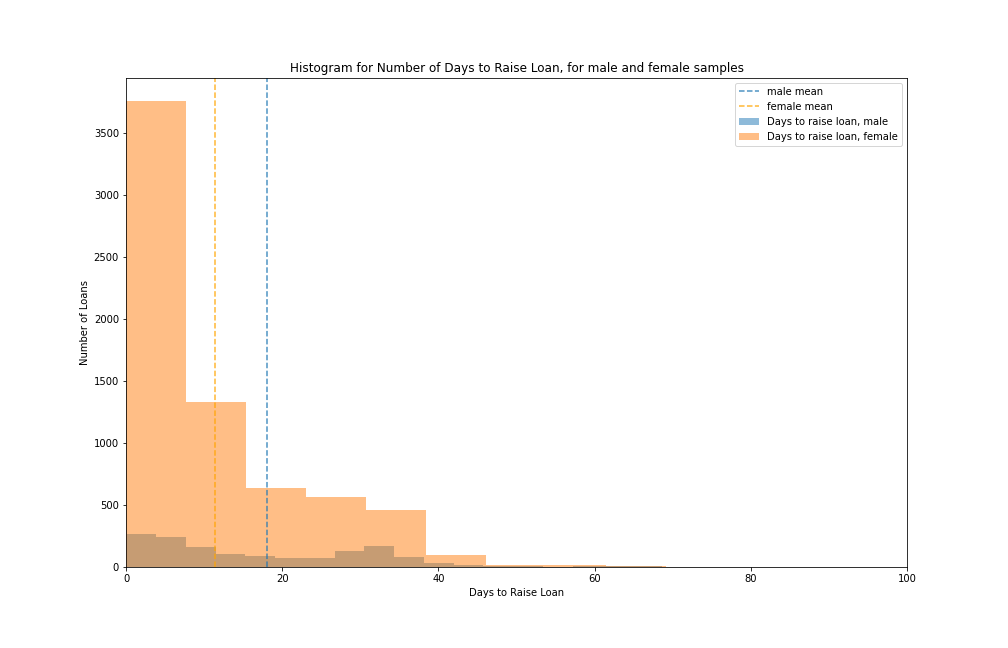 Histogram for Number of Days to Raise Loan, for male and female samples
male mean
female mean
Days to raise loan, male
Days to raise loan, female
Number of Loans
3500
3000
2500
2000
1500
1000
500
0
0 20 40 60 80 100
Days to Raise Loan